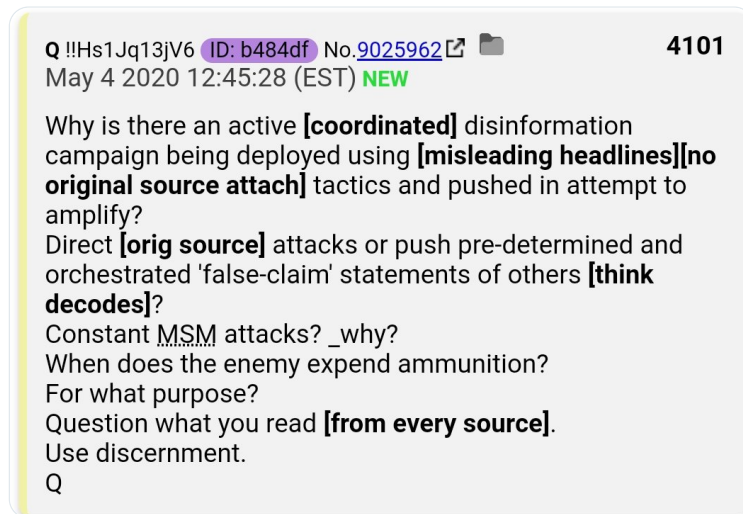 Q !!Hs1Jq13jV6 ID: b484df No.9025962 4101
May 4 2020 12:45:28 (EST) NEW
Why is there an active [coordinated] disinformation
campaign being deployed using [misleading headlines][no
original source attach] tactics and pushed in attempt to
amplify?
Direct [orig source] attacks or push pre-determined and
orchestrated 'false-claim' statements of others [think
decodes]?
Constant MSM attacks? _why?
When does the enemy expend ammunition?
For what purpose?
Question what you read [from every source].
Use discernment.
Q